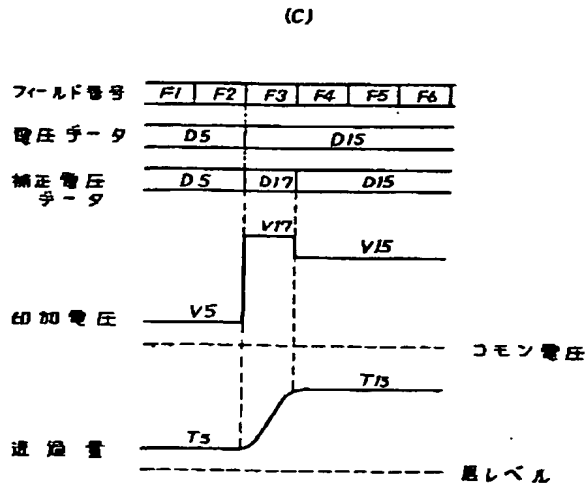 (C)
フィールド番号 F1 F2 F3 F4 F5 F6
電圧データ D5 D15
補正電圧データ D5 D17 D15
V17
V15
V5
印加電圧
コモン電圧
T15
T5
透過量
黒レベル